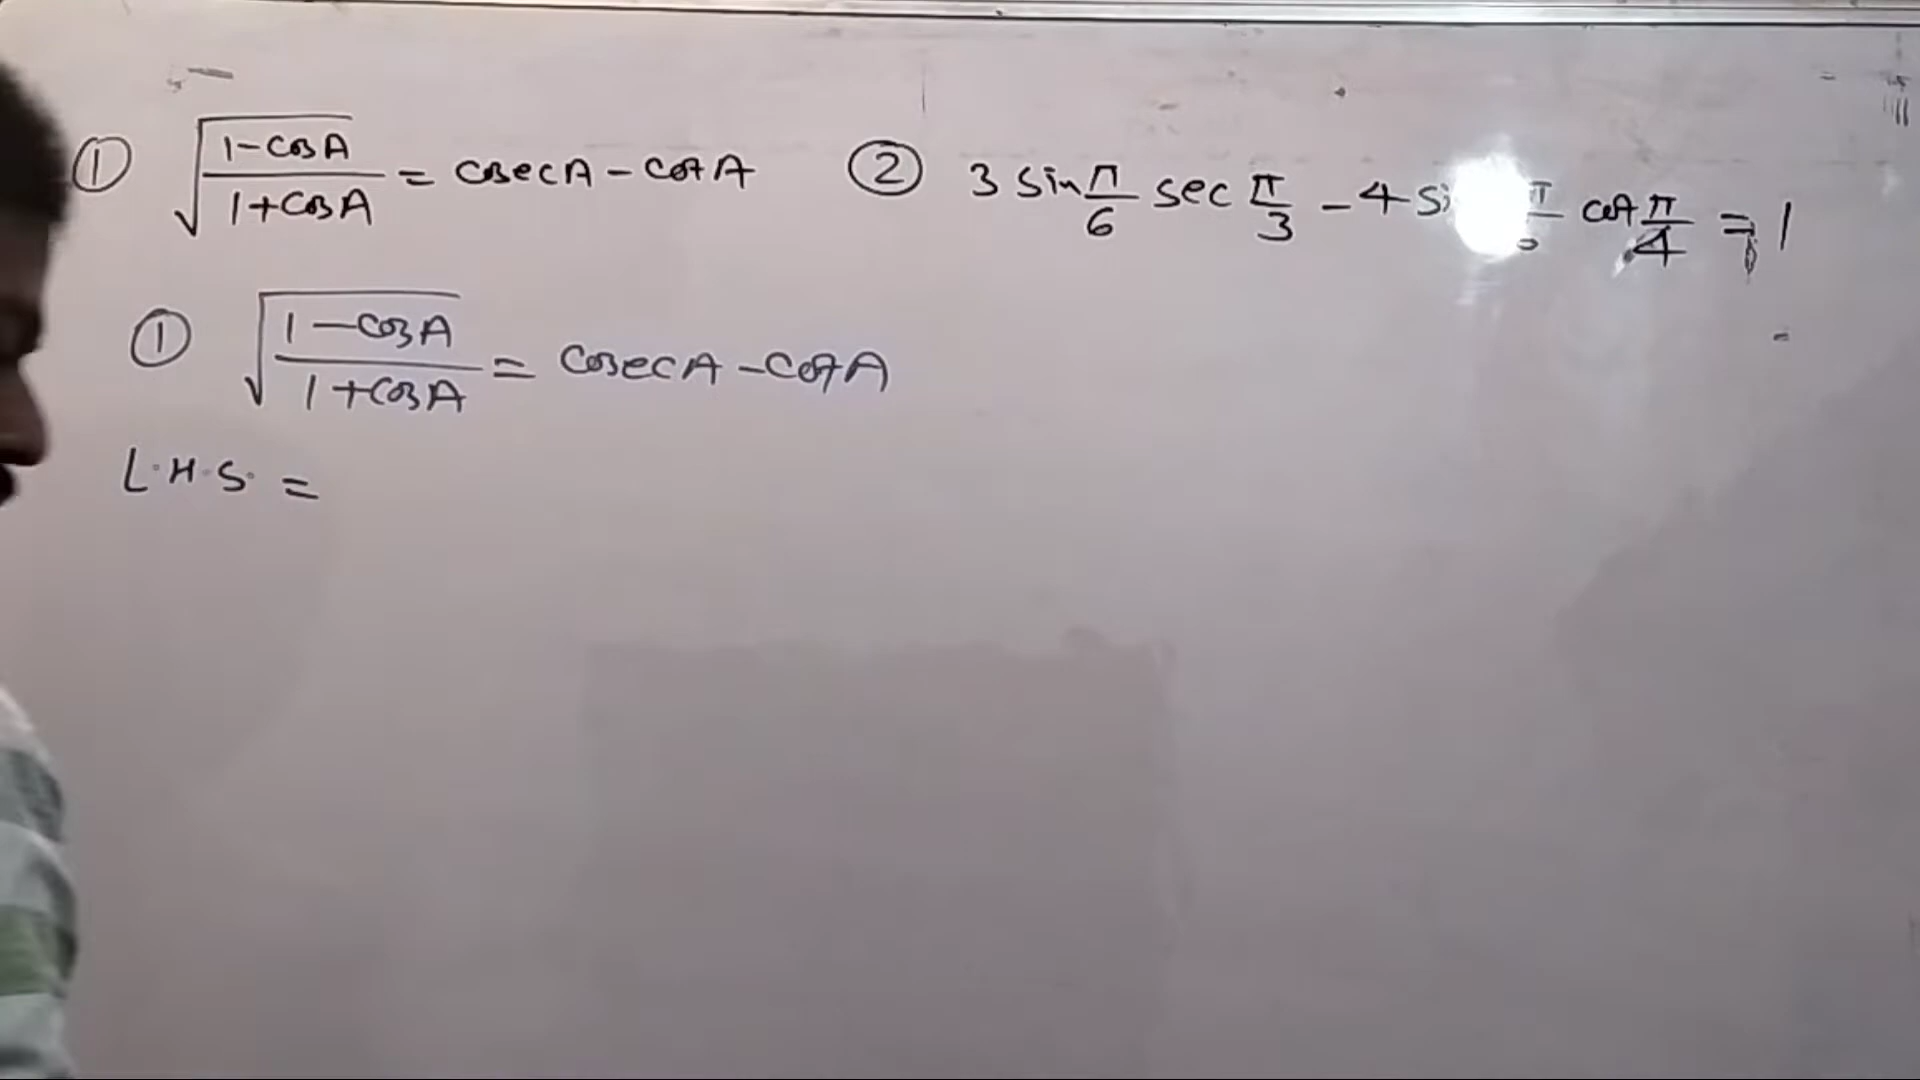 ① √(1-cosA / 1+cosA) = cosecA - cotA
② 3 sin π/6 sec π/3 - 4 π cot π/4 = 1
① √(1-cosA / 1+cosA) = cosecA - cotA
L.H.S. =